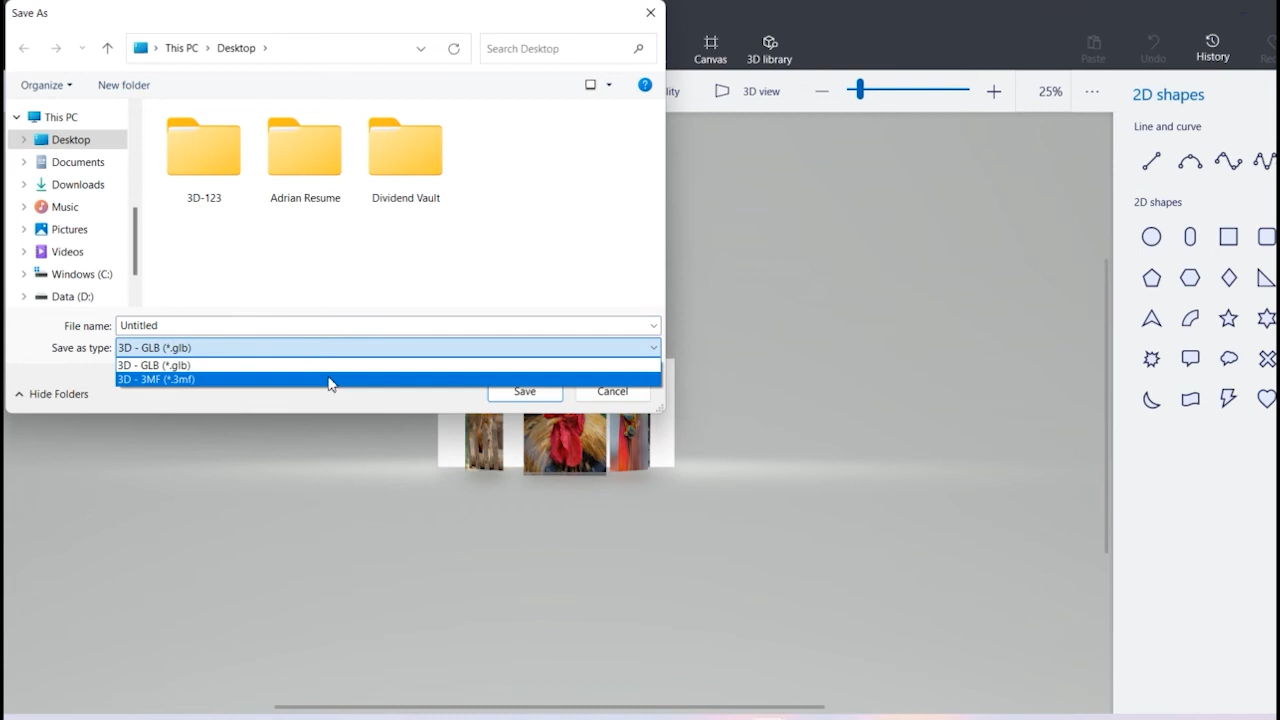 Save As
This PC
Desktop
Search Desktop
Organize
New folder
This PC
Desktop
Documents
Downloads
Music
Pictures
Videos
Windows (C:)
Data (D:)
3D-123
Adrian Resume
Dividend Vault
File name: Untitled
Save as type: 3D - GLB (*.glb)
3D - GLB (*.glb)
3D - 3MF (*.3mf)
Hide Folders
Save
Cancel
Canvas
3D library
Paste
Undo
History
Rec
lity
3D view
25%
2D shapes
Line and curve
2D shapes